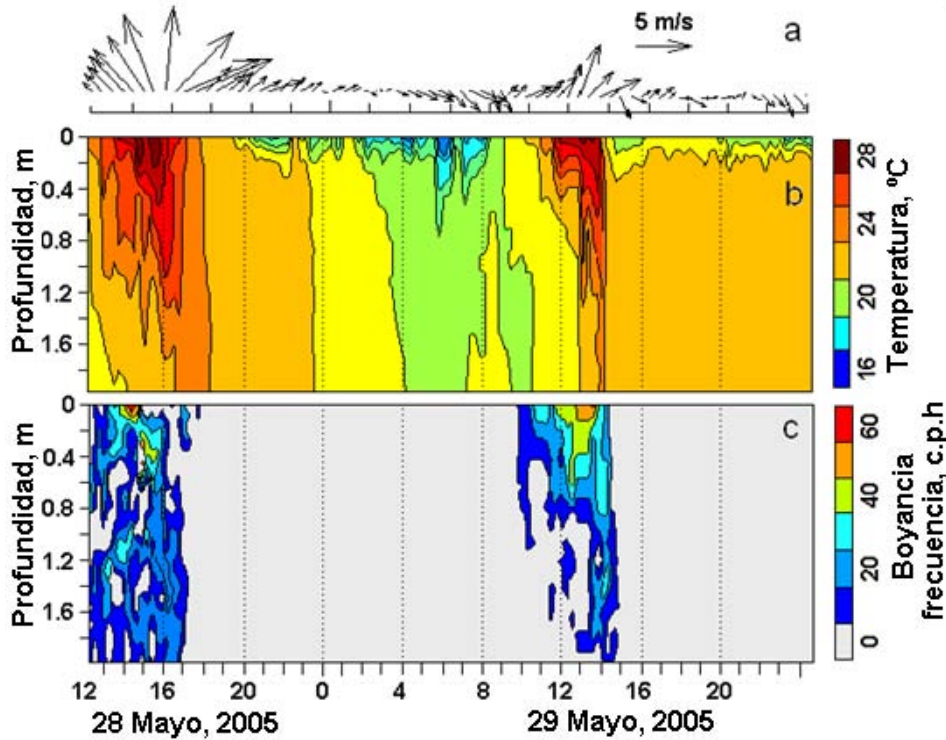 5 m/s
a
0
0.4
0.8
1.2
1.6
Profundidad, m
b
28
24
20
16
Temperatura, ºC
0
0.4
0.8
1.2
1.6
Profundidad, m
c
60
40
20
0
Boyancia
frecuencia, c.p.h
12 16 20 0 4 8 12 16 20
28 Mayo, 2005 29 Mayo, 2005